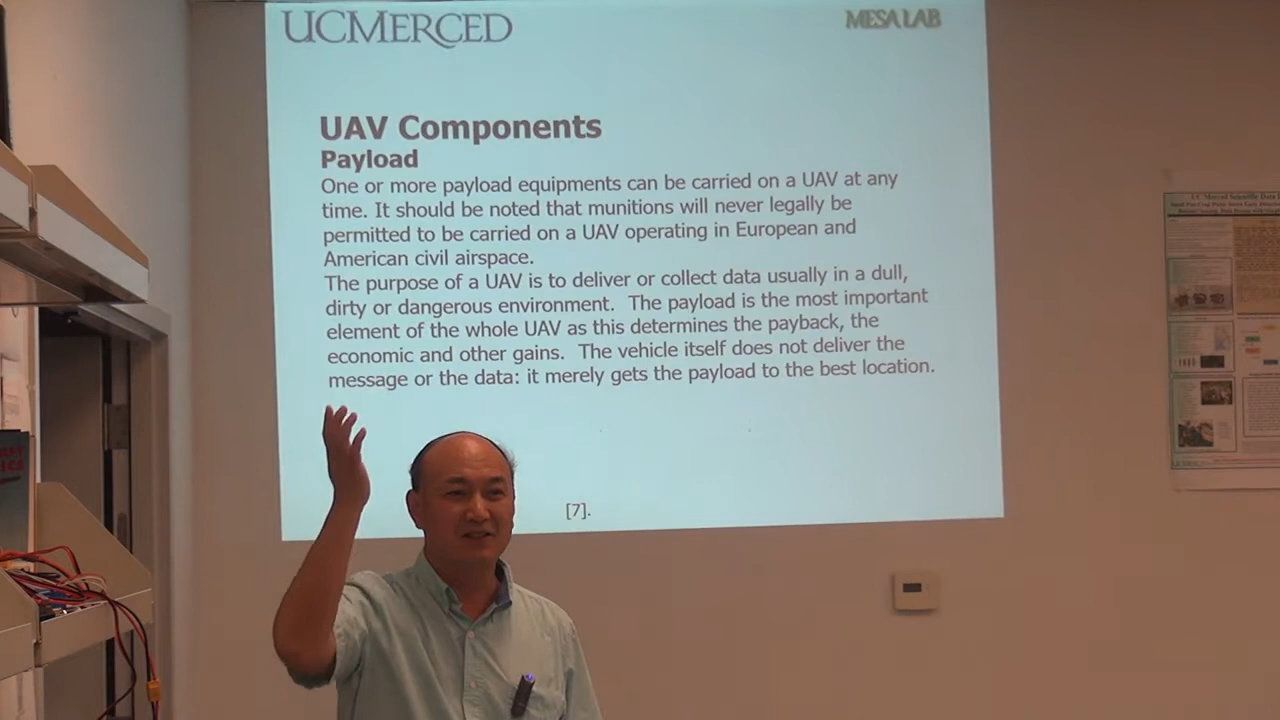 UCMERCED
MESA LAB
UAV Components
Payload
One or more payload equipments can be carried on a UAV at any
time. It should be noted that munitions will never legally be
permitted to be carried on a UAV operating in European and
American civil airspace.
The purpose of a UAV is to deliver or collect data usually in a dull,
dirty or dangerous environment. The payload is the most important
element of the whole UAV as this determines the payback, the
economic and other gains. The vehicle itself does not deliver the
message or the data: it merely gets the payload to the best location.
[7].
UC Merced Scientific Data